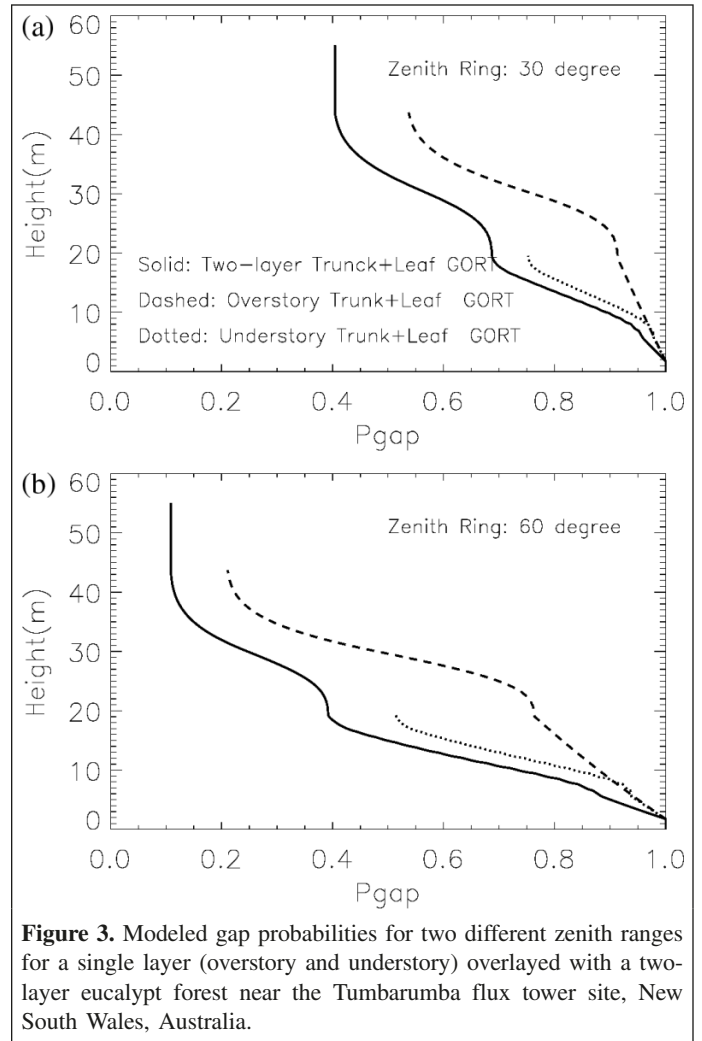 (a)
60
50
40
30
20
10
0
Height(m)
Zenith Ring: 30 degree
Solid: Two-layer Trunck+Leaf GORT
Dashed: Overstory Trunk+Leaf GORT
Dotted: Understory Trunk+Leaf GORT
0.0 0.2 0.4 0.6 0.8 1.0
Pgap
(b)
60
50
40
30
20
10
0
Height(m)
Zenith Ring: 60 degree
0.0 0.2 0.4 0.6 0.8 1.0
Pgap
Figure 3. Modeled gap probabilities for two different zenith ranges
for a single layer (overstory and understory) overlayed with a two-
layer eucalypt forest near the Tumbarumba flux tower site, New
South Wales, Australia.